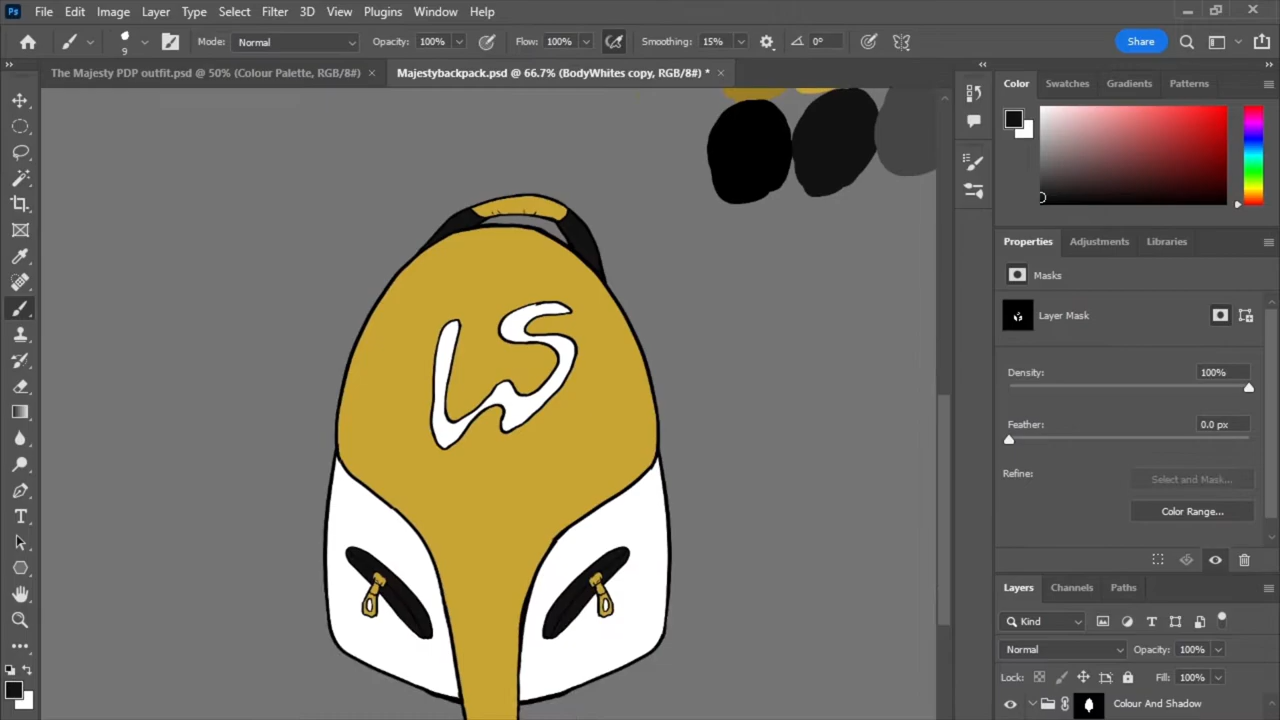 Ps File Edit Image Layer Type Select Filter 3D View Plugins Window Help
9 Mode: Normal Opacity: 100% Flow: 100% Smoothing: 15% 0° Share
The Majesty PDP outfit.psd @ 50% (Colour Palette, RGB/8#) × Majestybackpack.psd @ 66.7% (BodyWhites copy, RGB/8#) * ×
Color Swatches Gradients Patterns
Properties Adjustments Libraries
Masks
Layer Mask
Density: 100%
Feather: 0.0 px
Refine: Select and Mask...
Color Range...
Layers Channels Paths
Kind
Normal Opacity: 100%
Lock: Fill: 100%
Colour And Shadow
LS